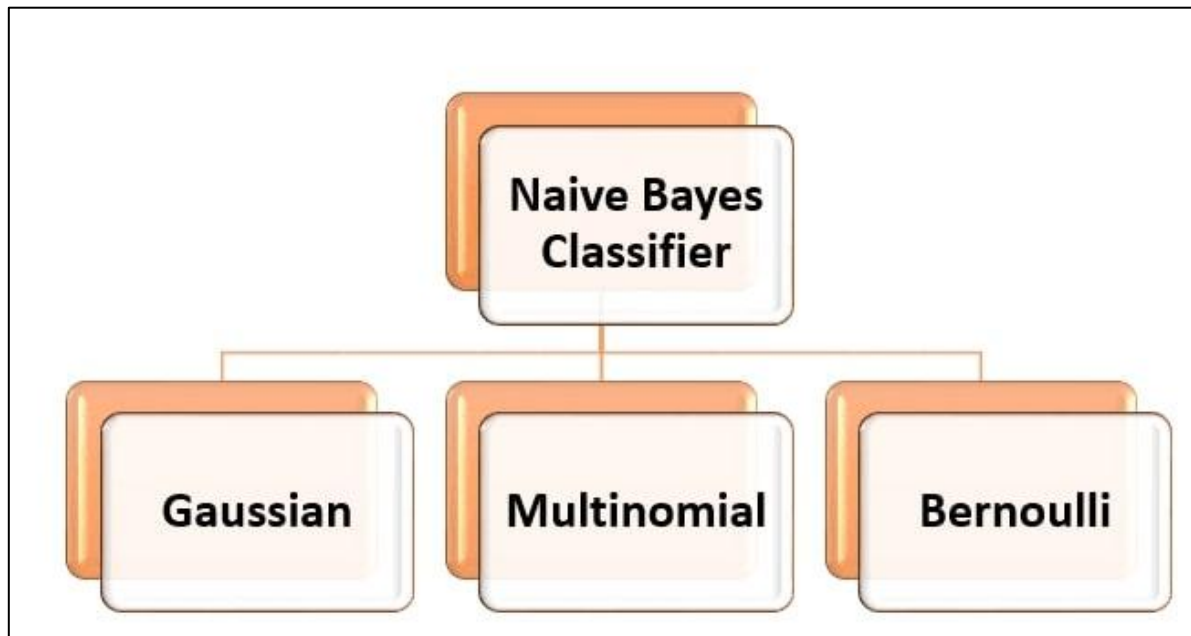 Naive Bayes
Classifier
Gaussian
Multinomial
Bernoulli